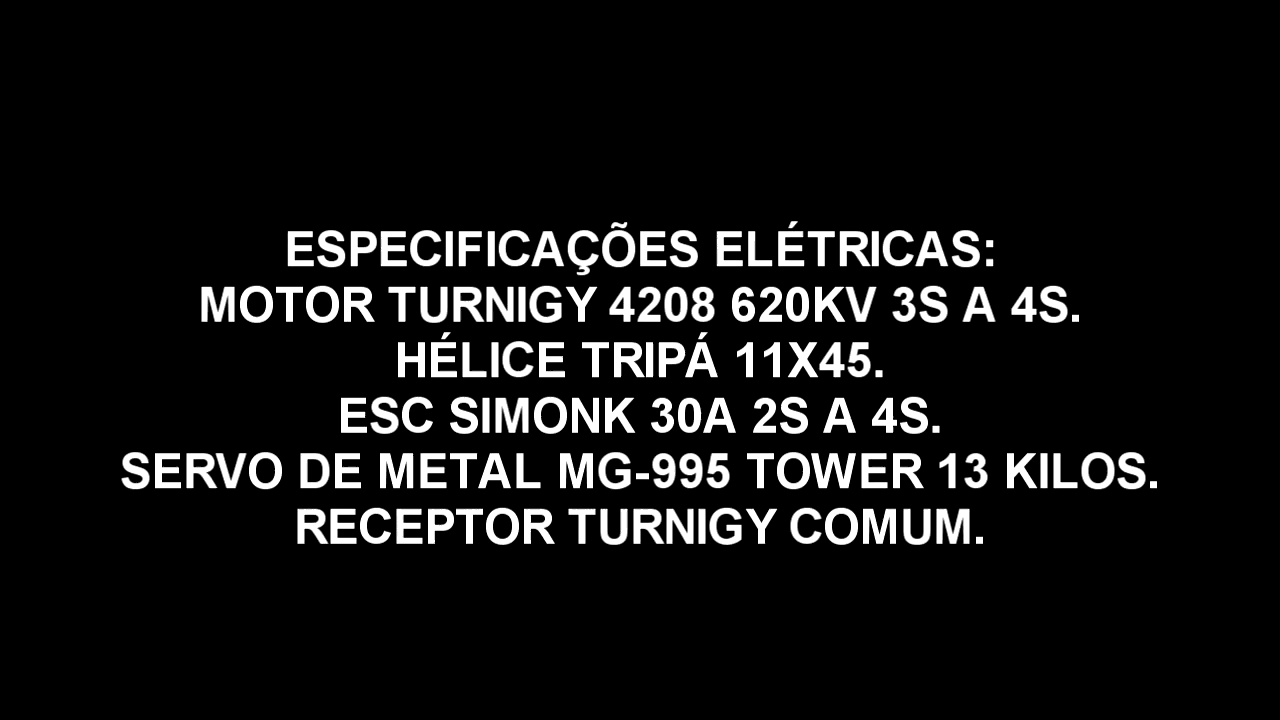 ESPECIFICAÇÕES ELÉTRICAS:
MOTOR TURNIGY 4208 620KV 3S A 4S.
HÉLICE TRIPÁ 11X45.
ESC SIMONK 30A 2S A 4S.
SERVO DE METAL MG-995 TOWER 13 KILOS.
RECEPTOR TURNIGY COMUM.